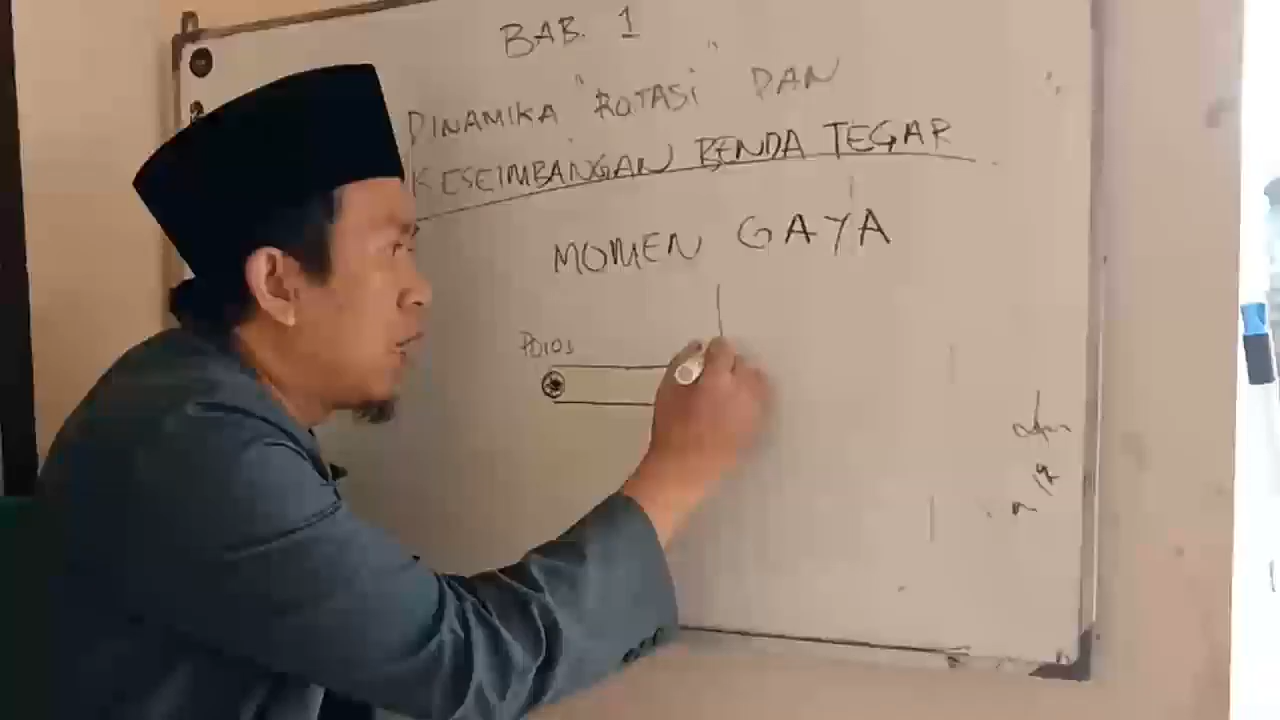 BAB. 1
DINAMIKA "ROTASI" DAN
KESEIMBANGAN BENDA TEGAR
MOMEN GAYA
POROS